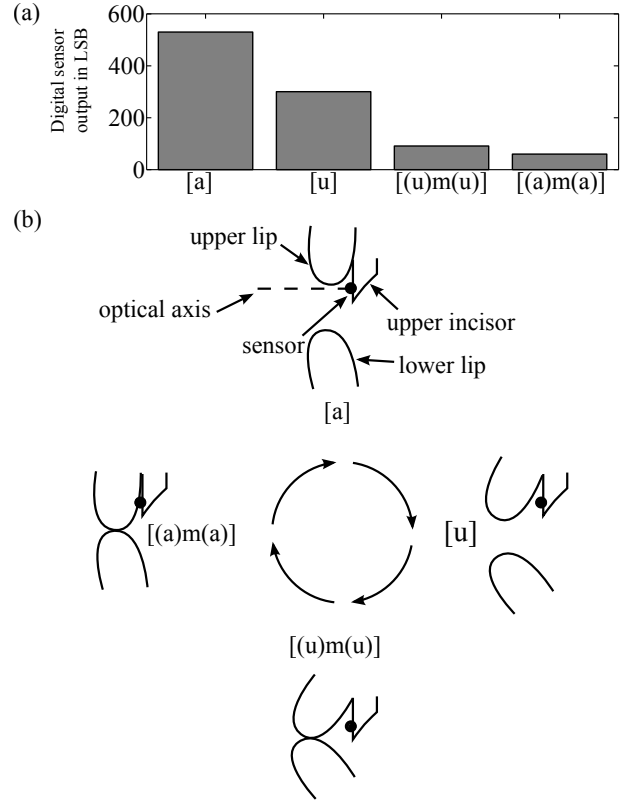 (a)
Digital sensor
output in LSB
600
400
200
0
[a] [u] [(u)m(u)] [(a)m(a)]
(b)
upper lip
optical axis
sensor
upper incisor
lower lip
[a]
[(a)m(a)]
[u]
[(u)m(u)]